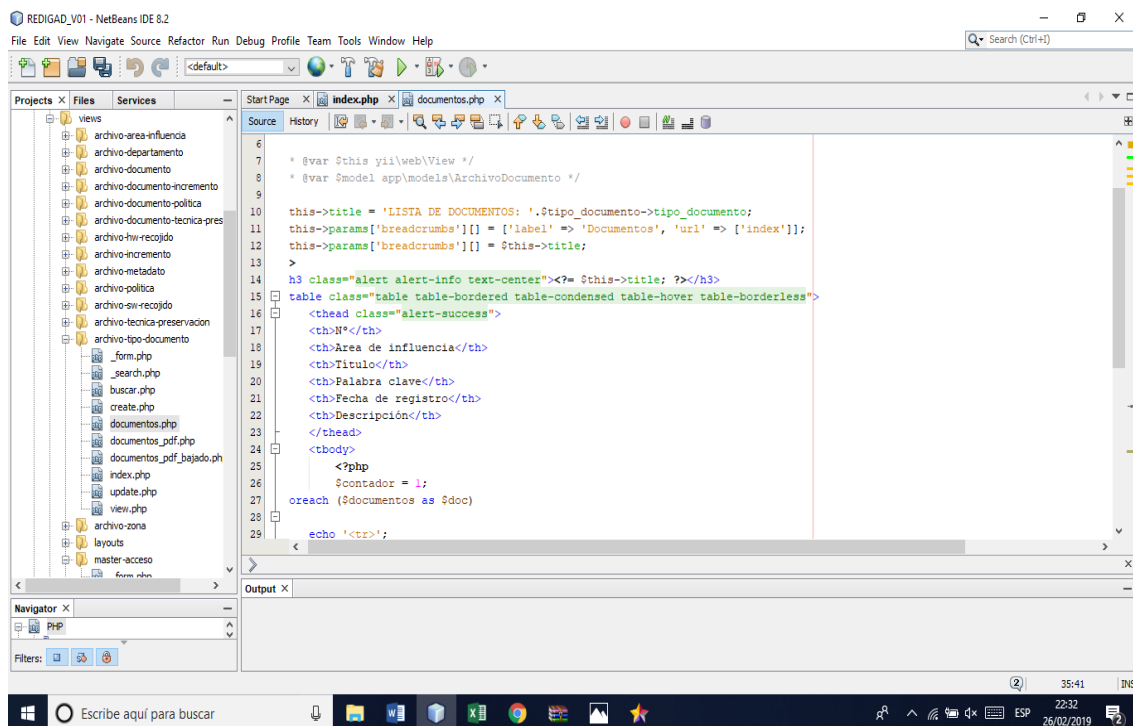 REDIGAD_V01 - NetBeans IDE 8.2
File Edit View Navigate Source Refactor Run Debug Profile Team Tools Window Help
Search (Ctrl+I)
<default>
Projects × Files Services
Start Page × index.php × documentos.php ×
Source History
views
archivo-area-influencia
archivo-departamento
archivo-documento
archivo-documento-incremento
archivo-documento-politica
archivo-documento-tecnica-pres
archivo-hw-recojido
archivo-incremento
archivo-metadato
archivo-politica
archivo-sw-recojido
archivo-tecnica-preservacion
archivo-tipo-documento
_form.php
_search.php
buscar.php
create.php
documentos.php
documentos_pdf.php
documentos_pdf_bajado.ph
index.php
update.php
view.php
archivo-zona
layouts
master-acceso
_form.php
6
7 * @var $this yii\web\View */
8 * @var $model app\models\ArchivoDocumento */
9
10 this->title = 'LISTA DE DOCUMENTOS: '.$tipo_documento->tipo_documento;
11 this->params['breadcrumbs'][] = ['label' => 'Documentos', 'url' => ['index']];
12 this->params['breadcrumbs'][] = $this->title;
13 >
14 h3 class="alert alert-info text-center"><?= $this->title; ?></h3>
15 table class="table table-bordered table-condensed table-hover table-borderless">
16 <thead class="alert-success">
17 <th>N°</th>
18 <th>Area de influencia</th>
19 <th>Título</th>
20 <th>Palabra clave</th>
21 <th>Fecha de registro</th>
22 <th>Descripción</th>
23 </thead>
24 <tbody>
25 <?php
26 $contador = 1;
27 oreach ($documentos as $doc)
28
29 echo '<tr>';
Output ×
Navigator ×
PHP
Filters:
2 35:41 INS
Escribe aquí para buscar
ESP
22:32
26/02/2019
2